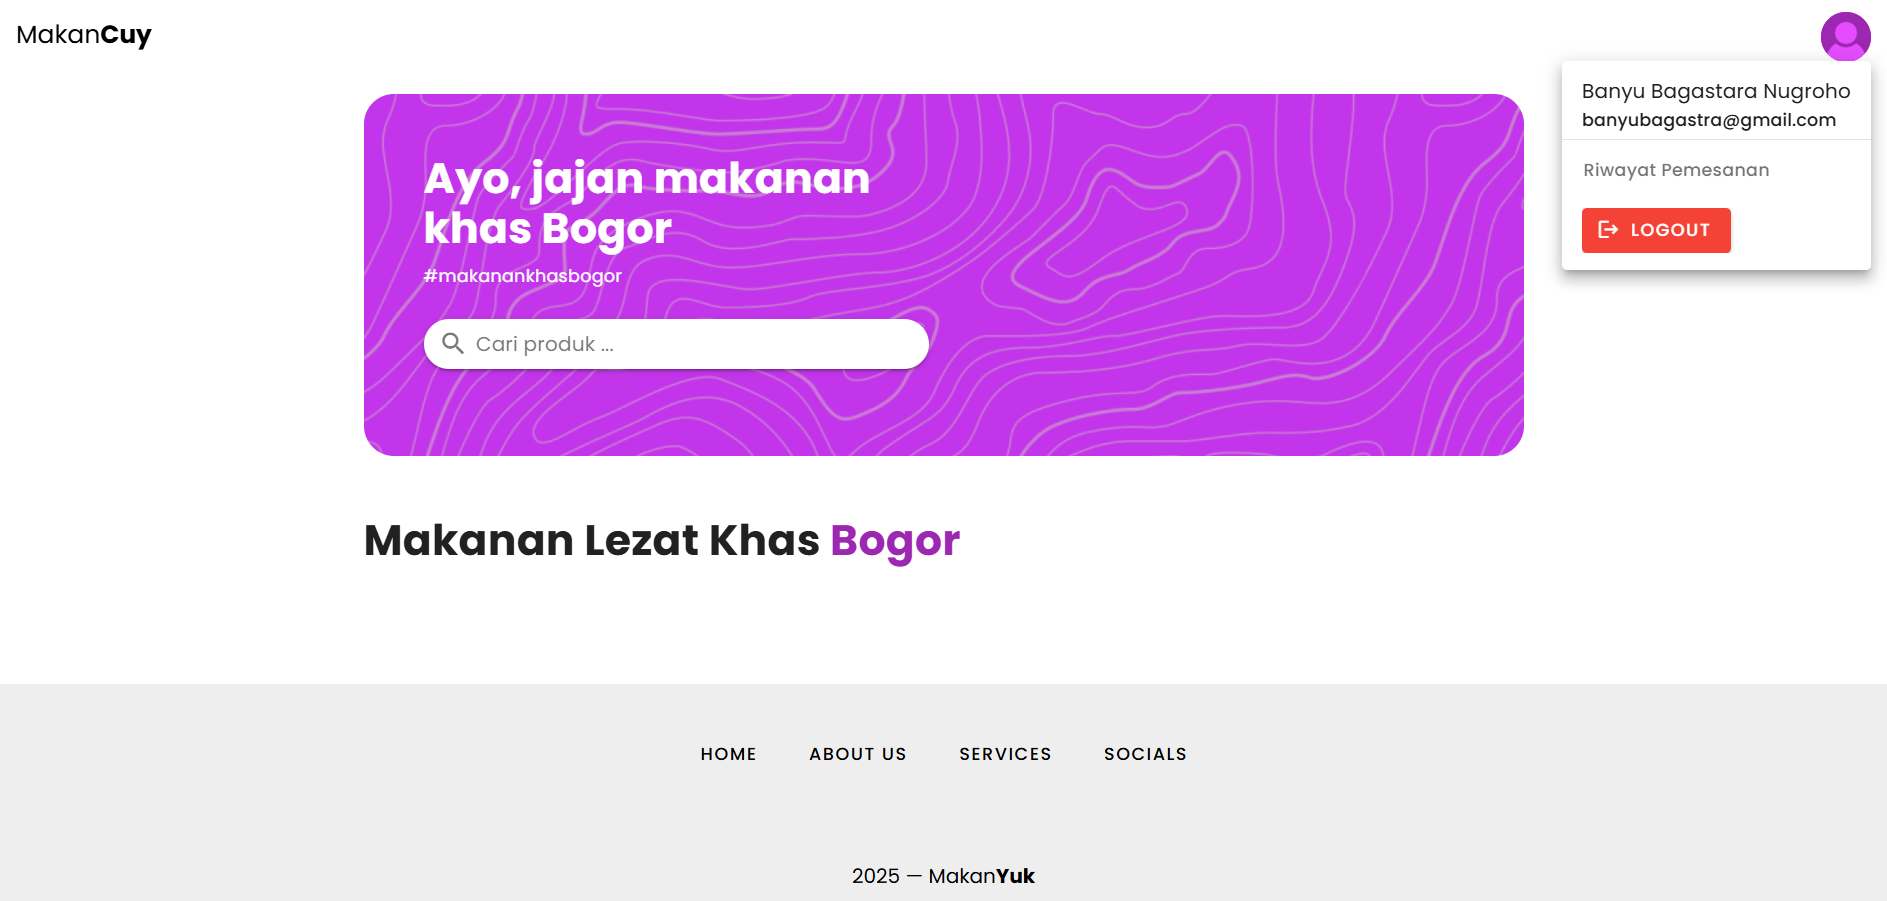 MakanCuy
Banyu Bagastara Nugroho
banyubagastra@gmail.com
Riwayat Pemesanan
LOGOUT
Ayo, jajan makanan
khas Bogor
#makanankhasbogor
Cari produk ...
Makanan Lezat Khas Bogor
HOME ABOUT US SERVICES SOCIALS
2025 — MakanYuk